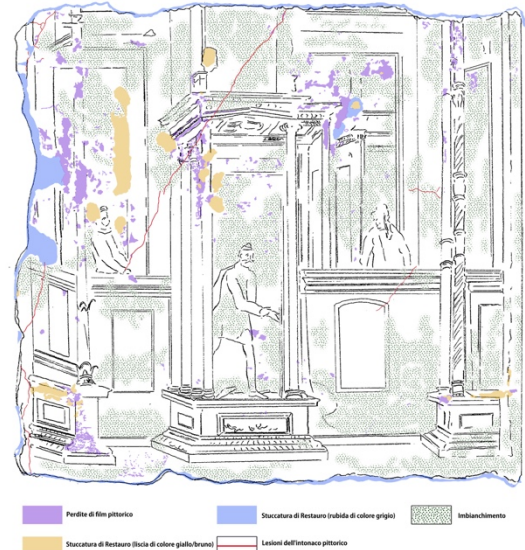 Perdite di film pittorico
Stuccatura di Restauro (rubida di colore grigio)
Imbianchimento
Stuccatura di Restauro (liscia di colore giallo/bruno)
Lesioni dell'intonaco pittorico